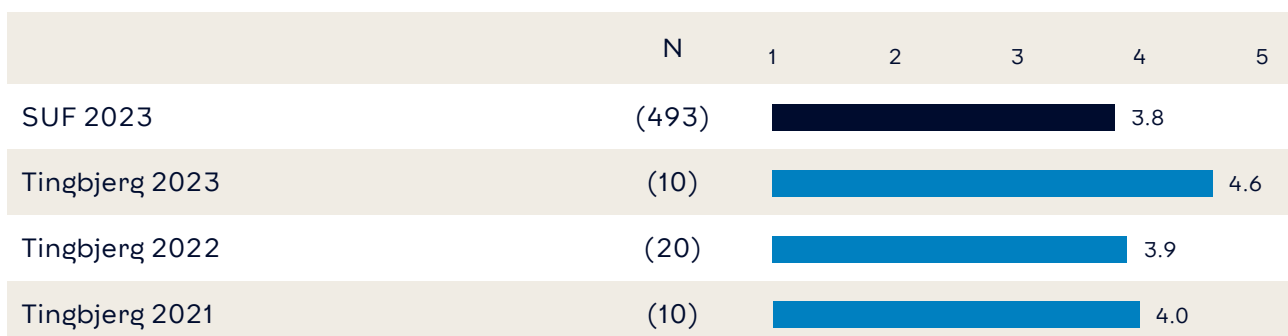 N 1 2 3 4 5
SUF 2023 (493) 3.8
Tingbjerg 2023 (10) 4.6
Tingbjerg 2022 (20) 3.9
Tingbjerg 2021 (10) 4.0